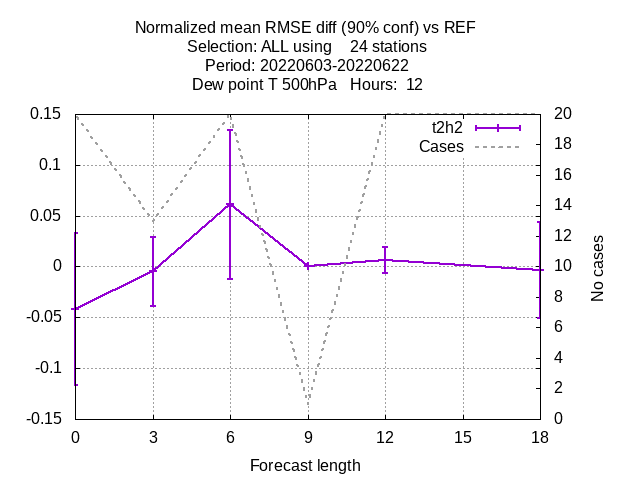 Normalized mean RMSE diff (90% conf) vs REF
Selection: ALL using    24 stations
Period: 20220603-20220622
Dew point T 500hPa   Hours:  12
t2h2
Cases
0.15
0.1
0.05
0
-0.05
-0.1
-0.15
20
18
16
14
12
10
8
6
4
2
0
No cases
0 3 6 9 12 15 18
Forecast length